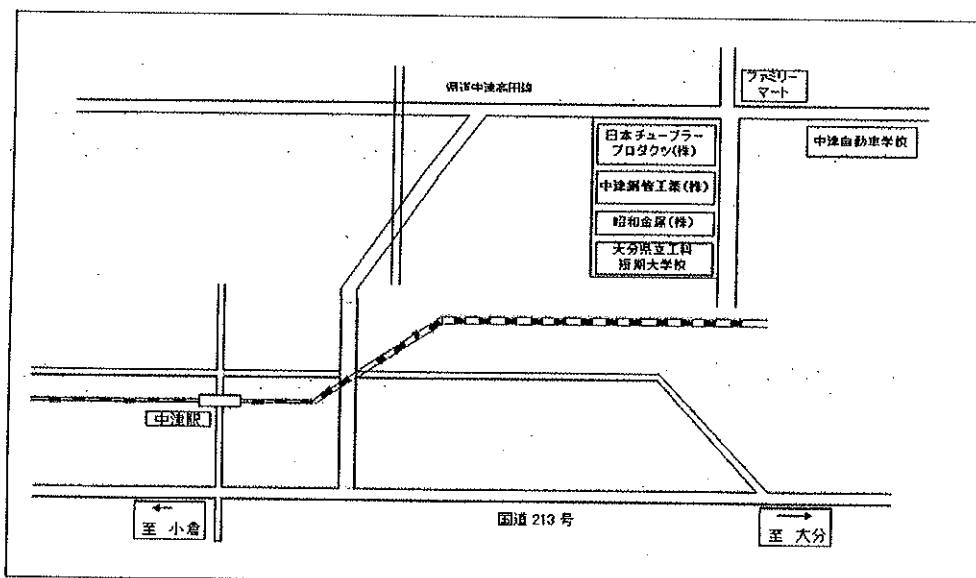 県道中津高田線
ファミリー
マート
日本チューブラー
プロダクツ(株)
中津自動車学校
中津鋼管工業(株)
昭和金属(株)
大分県立工科
短期大学校
中津駅
至 小倉
国道 213 号
至 大分